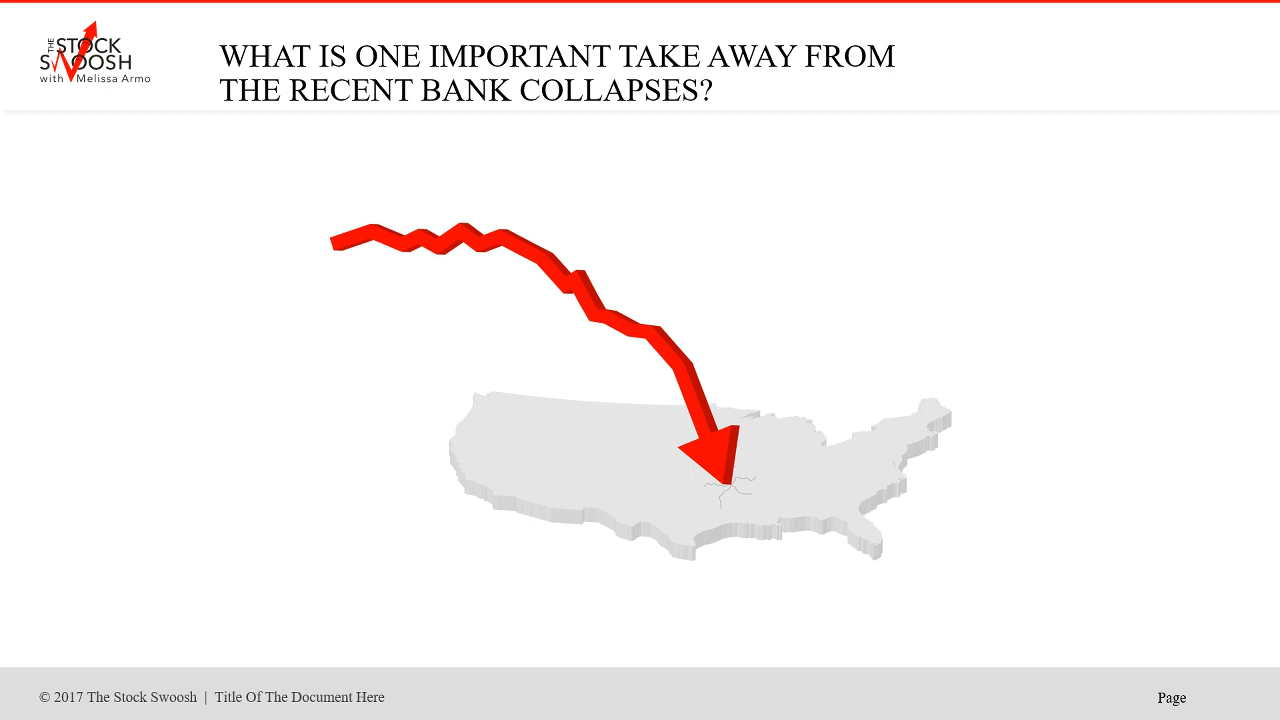 THE STOCK
SWOOSH
with Melissa Armo
WHAT IS ONE IMPORTANT TAKE AWAY FROM
THE RECENT BANK COLLAPSES?
© 2017 The Stock Swoosh | Title Of The Document Here
Page